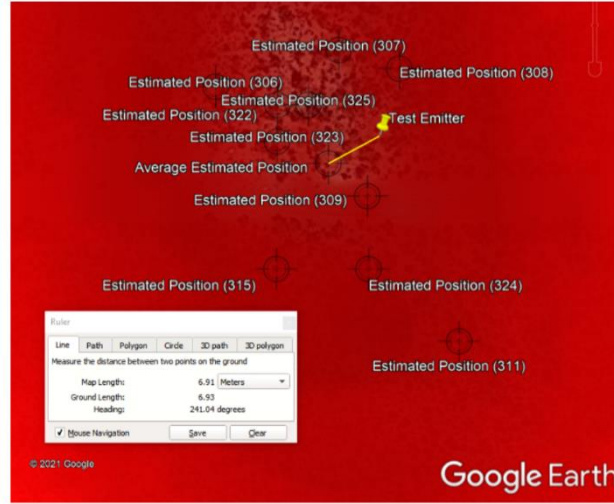 Estimated Position (307)
Estimated Position (308)
Estimated Position (306)
Estimated Position (325)
Estimated Position (322)
Test Emitter
Estimated Position (323)
Average Estimated Position
Estimated Position (309)
Estimated Position (315)
Estimated Position (324)
Ruler
Line Path Polygon Circle 3D path 3D polygon
Measure the distance between two points on the ground
Map Length: 6.91 Meters
Ground Length: 6.93
Heading: 241.04 degrees
Mouse Navigation Save Clear
Estimated Position (311)
© 2021 Google
Google Earth